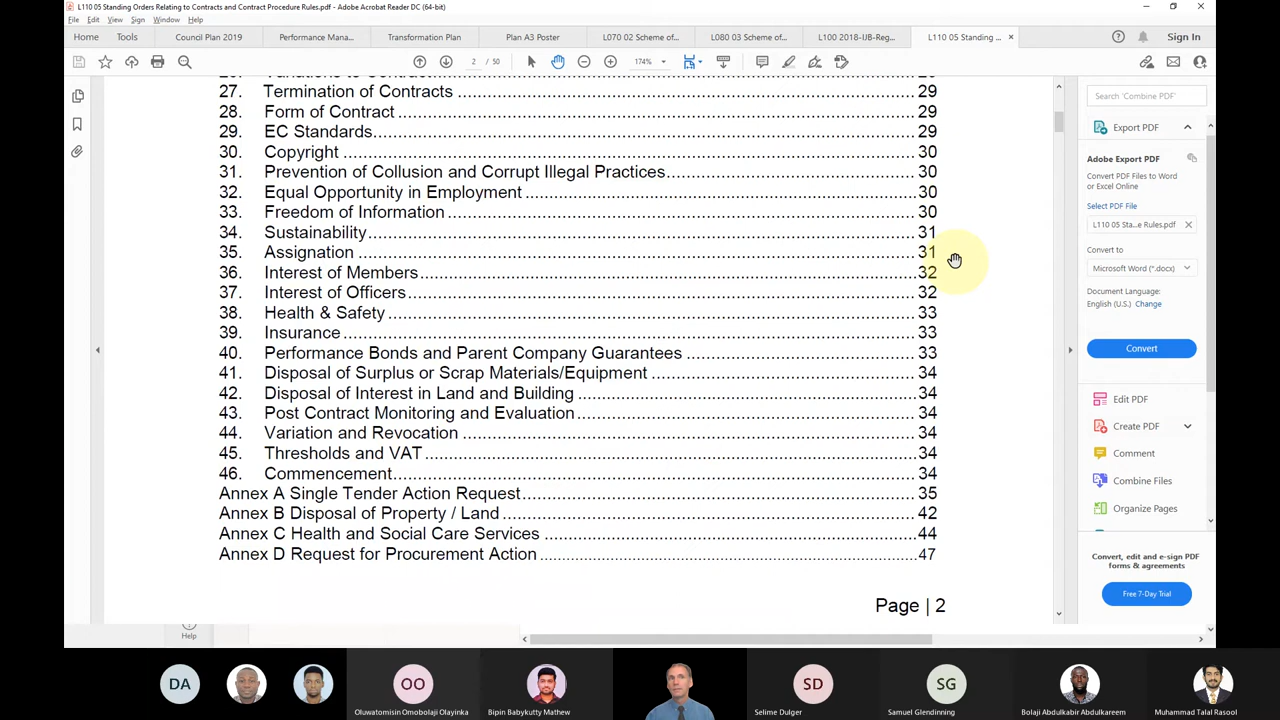 L110 05 Standing Orders Relating to Contracts and Contract Procedure Rules.pdf - Adobe Acrobat Reader DC (64-bit)
File Edit View Sign Window Help
Home Tools Council Plan 2019 Performance Mana... Transformation Plan Plan A3 Poster L070 02 Scheme of... L080 03 Scheme of... L100 2018-IJB-Reg... L110 05 Standing ... × Sign In
2 / 50 174%
27. Termination of Contracts 29
28. Form of Contract 29
29. EC Standards 29
30. Copyright 30
31. Prevention of Collusion and Corrupt Illegal Practices 30
32. Equal Opportunity in Employment 30
33. Freedom of Information 30
34. Sustainability 31
35. Assignation 31
36. Interest of Members 32
37. Interest of Officers 32
38. Health & Safety 33
39. Insurance 33
40. Performance Bonds and Parent Company Guarantees 33
41. Disposal of Surplus or Scrap Materials/Equipment 34
42. Disposal of Interest in Land and Building 34
43. Post Contract Monitoring and Evaluation 34
44. Variation and Revocation 34
45. Thresholds and VAT 34
46. Commencement 34
Annex A Single Tender Action Request 35
Annex B Disposal of Property / Land 42
Annex C Health and Social Care Services 44
Annex D Request for Procurement Action 47
Page | 2
Help
Search 'Combine PDF'
Export PDF
Adobe Export PDF
Convert PDF Files to Word
or Excel Online
Select PDF File
L110 05 Sta...e Rules.pdf
Convert to
Microsoft Word (*.docx)
Document Language:
English (U.S.) Change
Convert
Edit PDF
Create PDF
Comment
Combine Files
Organize Pages
Convert, edit and e-sign PDF
forms & agreements
Free 7-Day Trial
DA OO SD SG
Oluwatomisin Omobolaji Olayinka Bipin Babykutty Mathew Selime Dulger Samuel Glendinning Bolaji Abdulkabir Abdulkareem Muhammad Talal Rasool